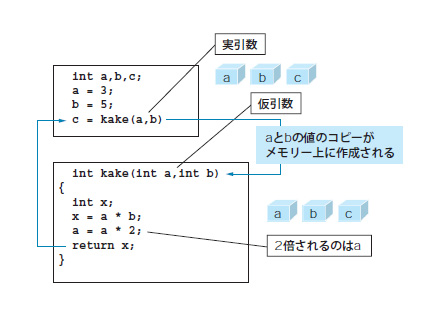 実引数
int a,b,c;
a = 3;
b = 5;
c = kake(a,b)
a b c
仮引数
aとbの値のコピーが
メモリー上に作成される
int kake(int a,int b)
{
int x;
x = a * b;
a = a * 2;
return x;
}
a b c
2倍されるのはa